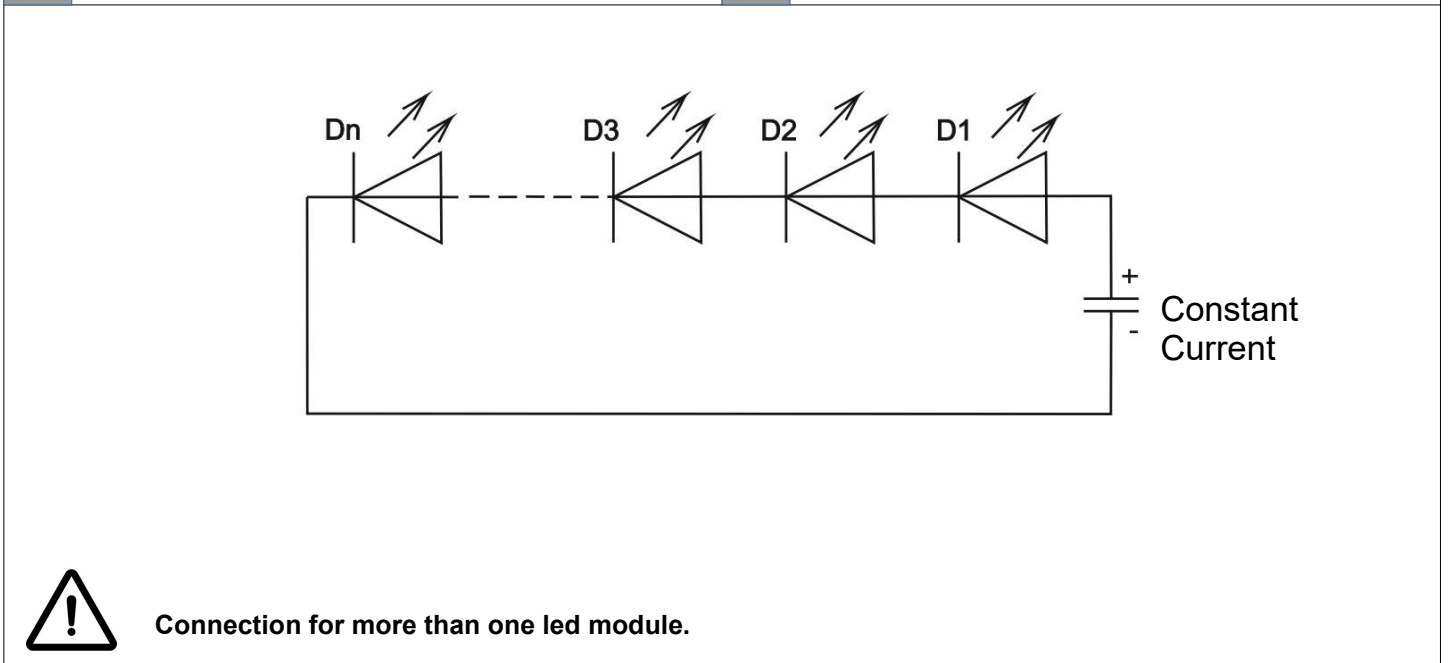 Dn
D3
D2
D1
+
Constant
-
Current
Connection for more than one led module.